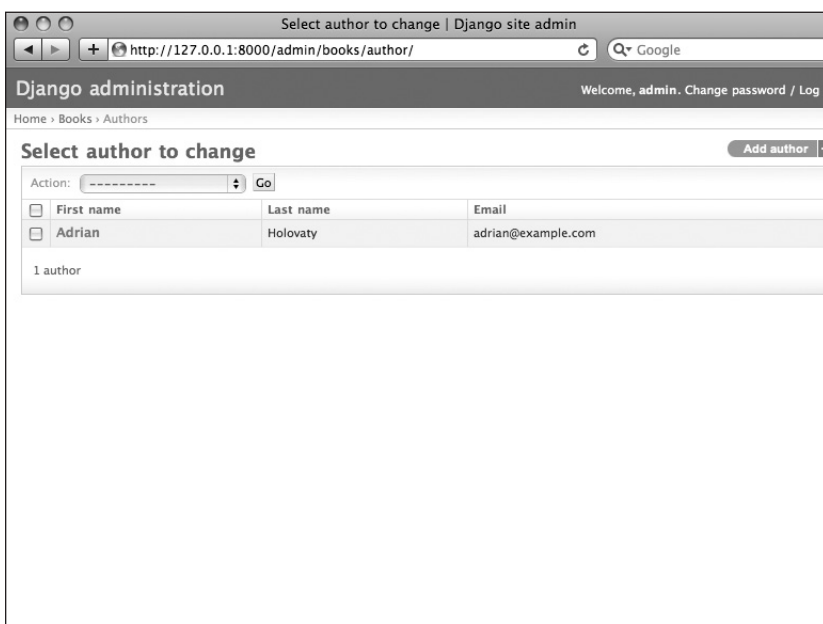 Select author to change | Django site admin
http://127.0.0.1:8000/admin/books/author/
Google
Django administration
Welcome, admin. Change password / Log
Home › Books › Authors
Select author to change
Add author
Action: ---------
Go
First name Last name Email
Adrian Holovaty adrian@example.com
1 author